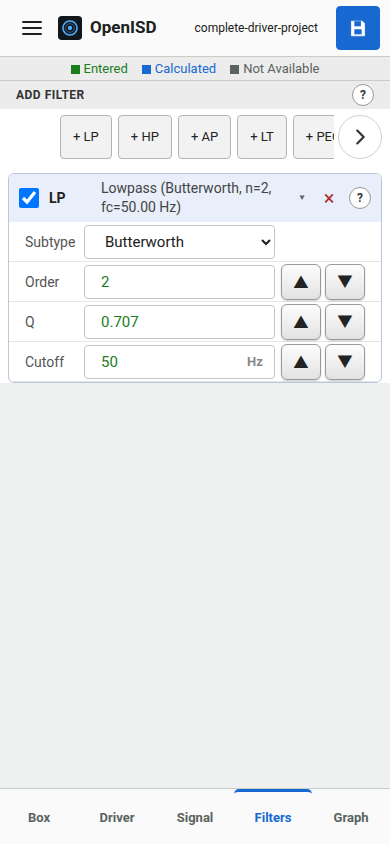 OpenISD
complete-driver-project
Entered Calculated Not Available
ADD FILTER ?
+ LP + HP + AP + LT + PE
LP Lowpass (Butterworth, n=2,
fc=50.00 Hz) ▾ × ?
Subtype Butterworth
Order 2 ▲ ▼
Q 0.707 ▲ ▼
Cutoff 50 Hz ▲ ▼
Box Driver Signal Filters Graph